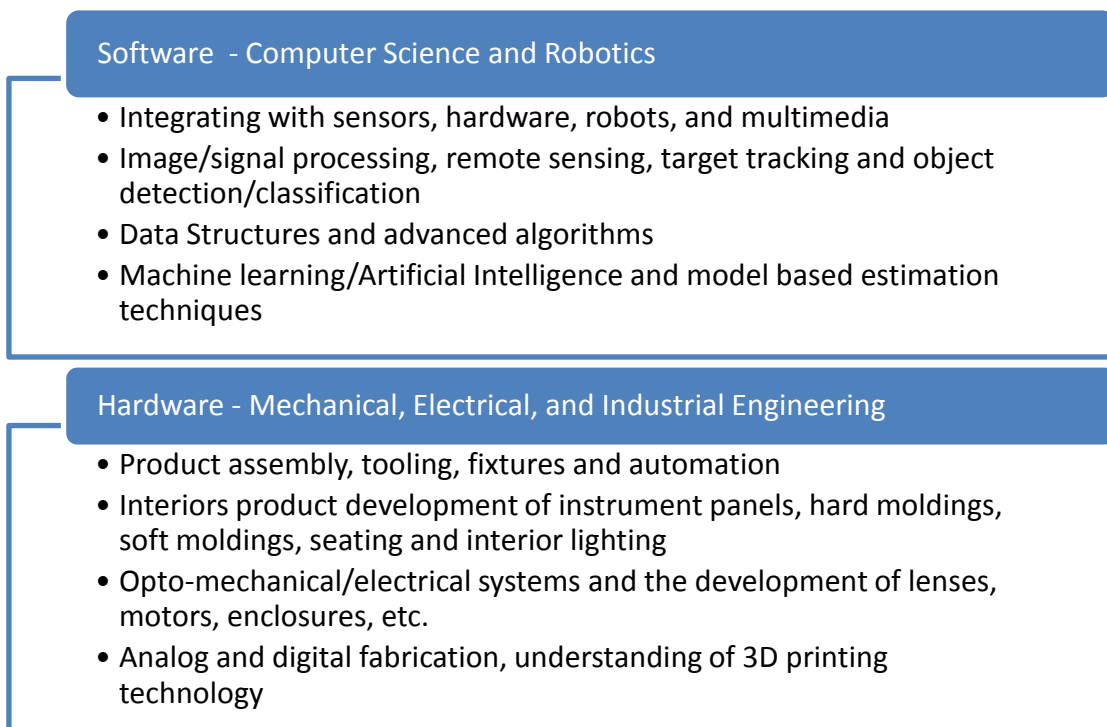 Software  - Computer Science and Robotics
• Integrating with sensors, hardware, robots, and multimedia
• Image/signal processing, remote sensing, target tracking and object
detection/classification
• Data Structures and advanced algorithms
• Machine learning/Artificial Intelligence and model based estimation
techniques
Hardware - Mechanical, Electrical, and Industrial Engineering
• Product assembly, tooling, fixtures and automation
• Interiors product development of instrument panels, hard moldings,
soft moldings, seating and interior lighting
• Opto-mechanical/electrical systems and the development of lenses,
motors, enclosures, etc.
• Analog and digital fabrication, understanding of 3D printing
technology